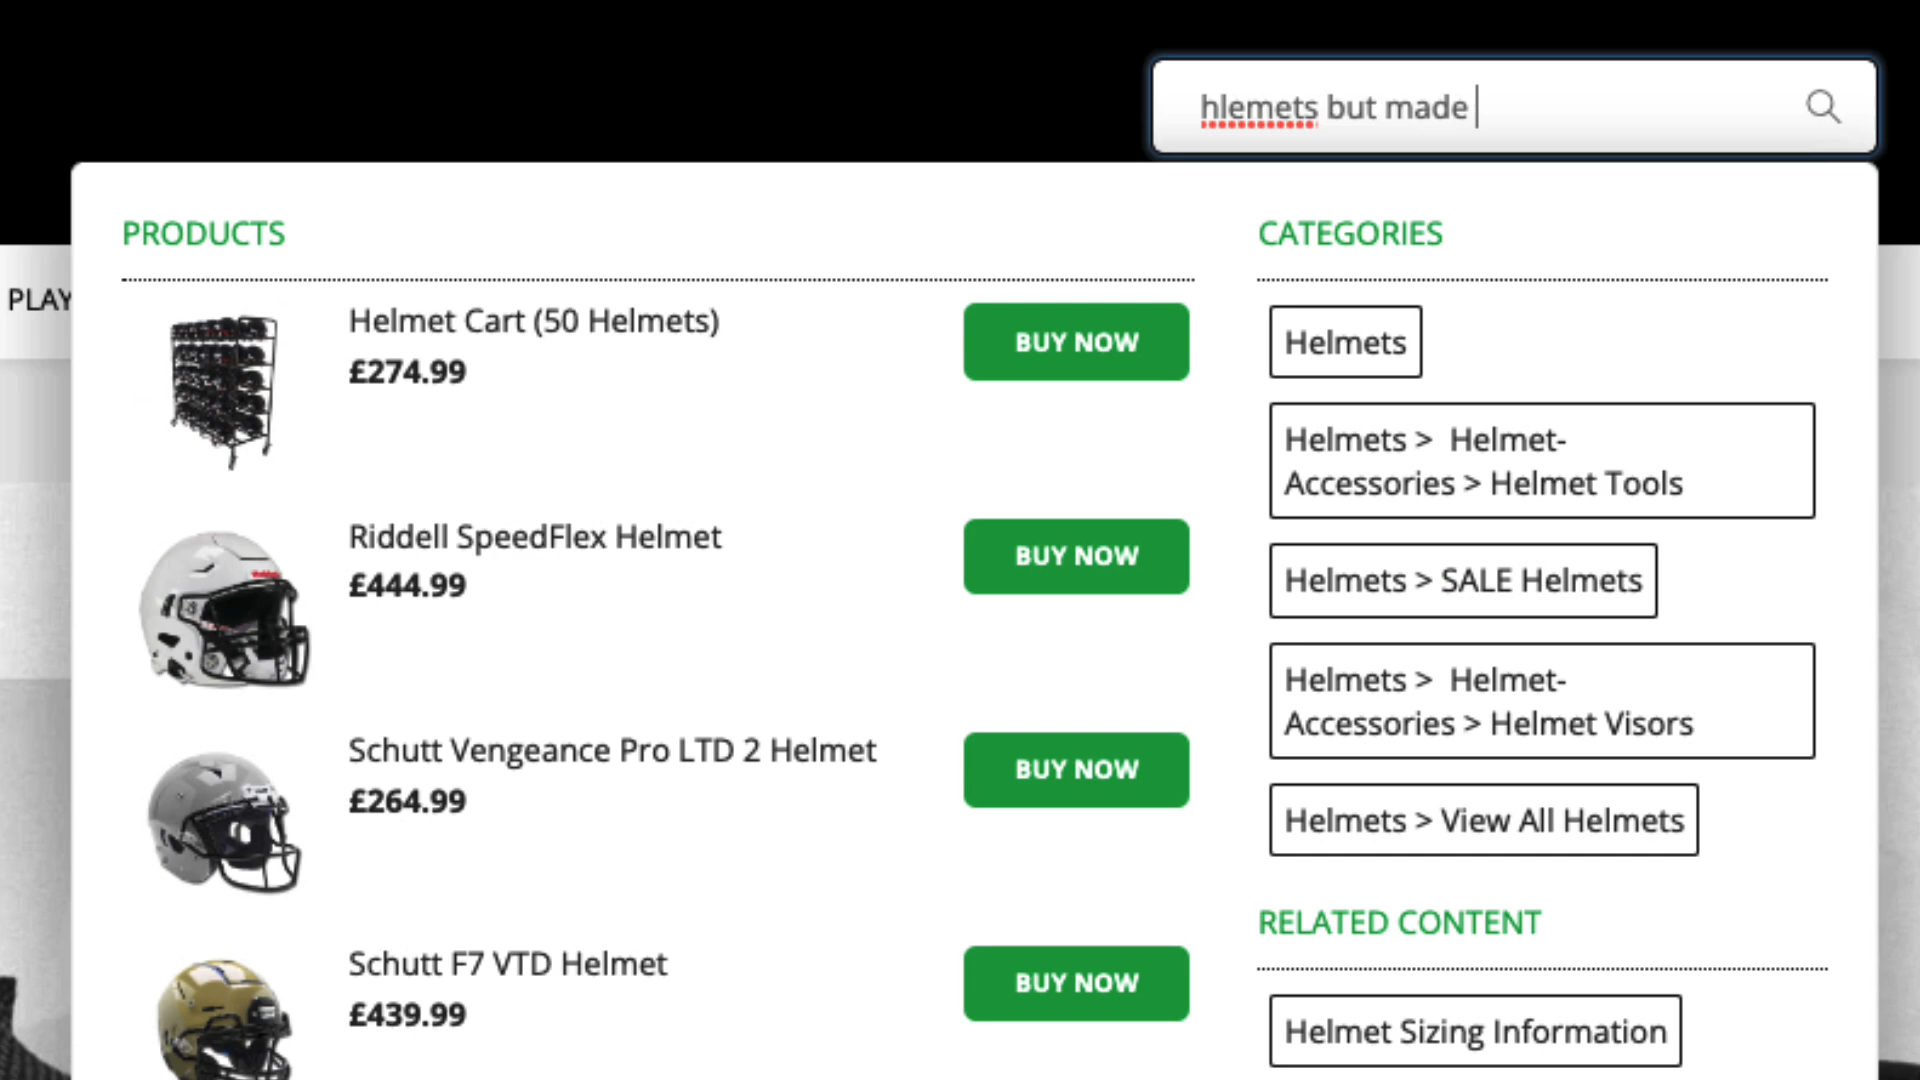 hlemets but made
PLAY
PRODUCTS
Helmet Cart (50 Helmets)
£274.99
BUY NOW
Riddell SpeedFlex Helmet
£444.99
BUY NOW
Schutt Vengeance Pro LTD 2 Helmet
£264.99
BUY NOW
Schutt F7 VTD Helmet
£439.99
BUY NOW
CATEGORIES
Helmets
Helmets > Helmet-
Accessories > Helmet Tools
Helmets > SALE Helmets
Helmets > Helmet-
Accessories > Helmet Visors
Helmets > View All Helmets
RELATED CONTENT
Helmet Sizing Information